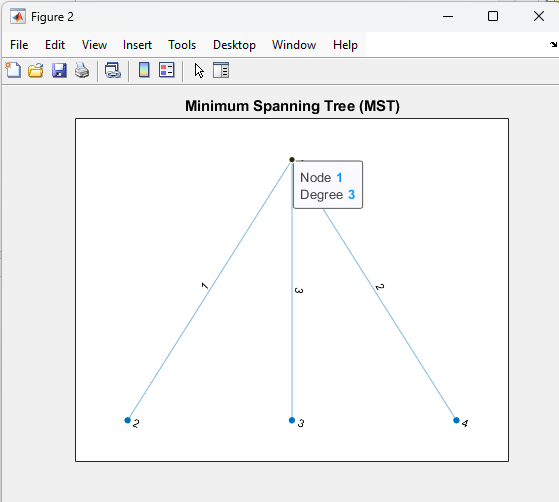 Figure 2
File Edit View Insert Tools Desktop Window Help
Minimum Spanning Tree (MST)
Node 1
Degree 3
1
3
2
2
3
4